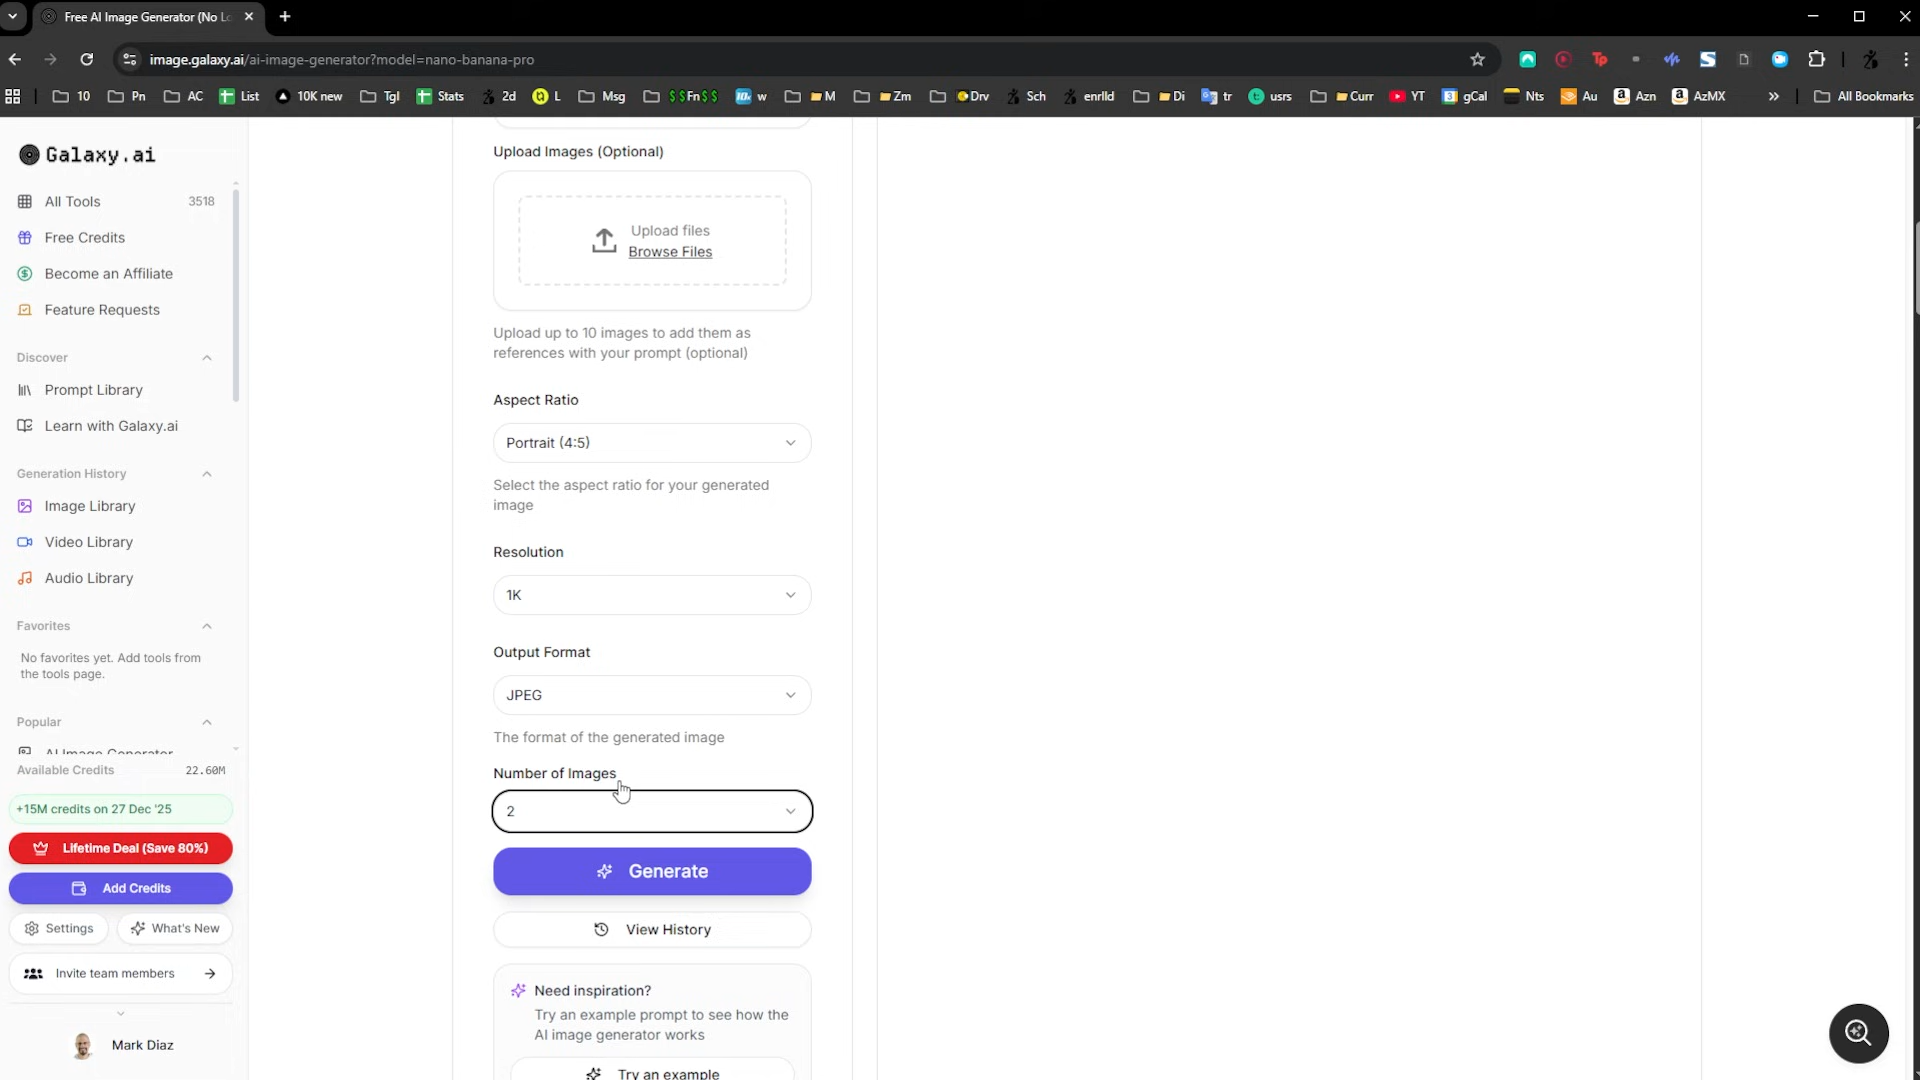 Free AI Image Generator (No Lo
image.galaxy.ai/ai-image-generator?model=nano-banana-pro
10 Pn AC List 10K new Tgl Stats 2d L Msg $$Fn$$ w M Zm Drv Sch enrlld Di tr usrs Curr YT gCal Nts Au Azn AzMX » All Bookmarks
Galaxy.ai
All Tools 3518
Free Credits
Become an Affiliate
Feature Requests
Discover
Prompt Library
Learn with Galaxy.ai
Generation History
Image Library
Video Library
Audio Library
Favorites
No favorites yet. Add tools from
the tools page.
Popular
AI Image Generator
Available Credits 22.60M
+15M credits on 27 Dec '25
Lifetime Deal (Save 80%)
Add Credits
Settings What's New
Invite team members
Mark Diaz
Upload Images (Optional)
Upload files
Browse Files
Upload up to 10 images to add them as
references with your prompt (optional)
Aspect Ratio
Portrait (4:5)
Select the aspect ratio for your generated
image
Resolution
1K
Output Format
JPEG
The format of the generated image
Number of Images
2
Generate
View History
Need inspiration?
Try an example prompt to see how the
AI image generator works
Try an example